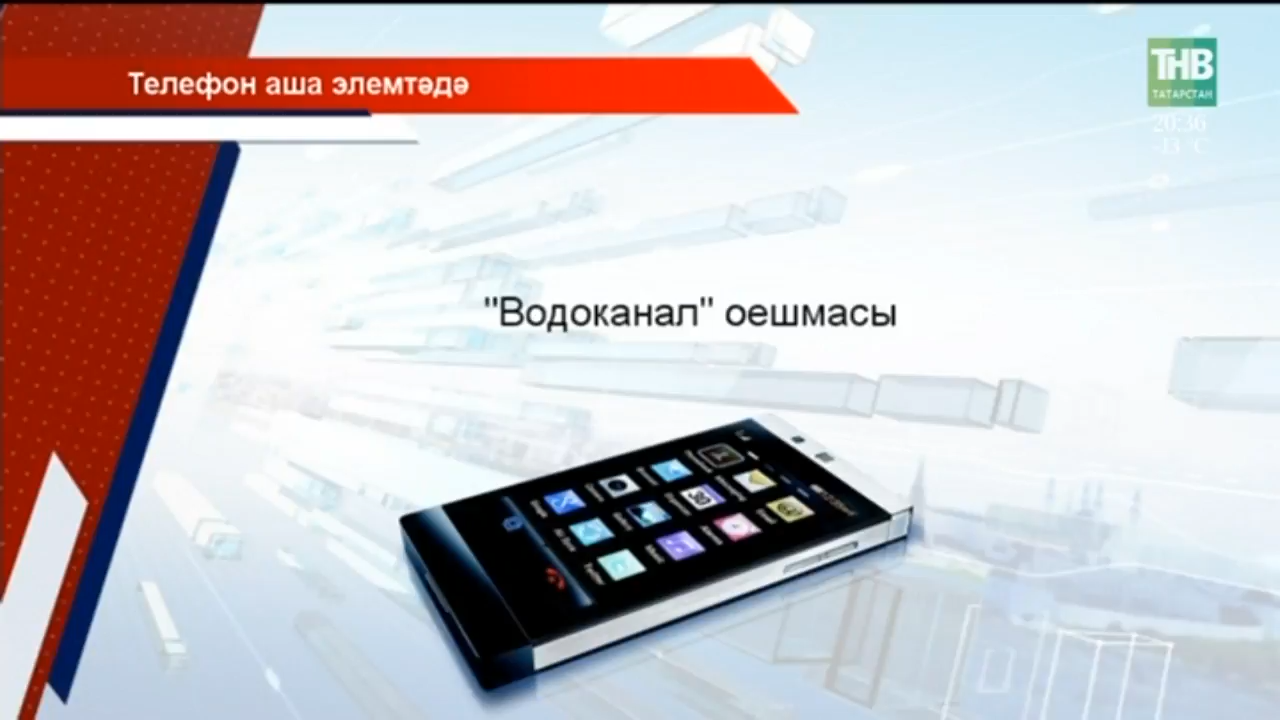 Телефон аша элемтәдә
ТНВ
ТАТАРСТАН
20:36
-13 °C
"Водоканал" оешмасы